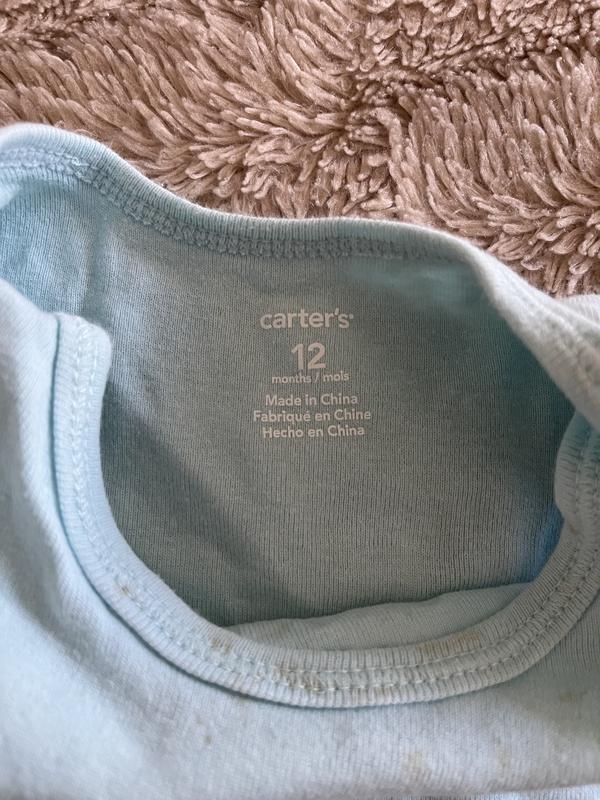 carter's
12
months / mois
Made in China
Fabriqué en Chine
Hecho en China